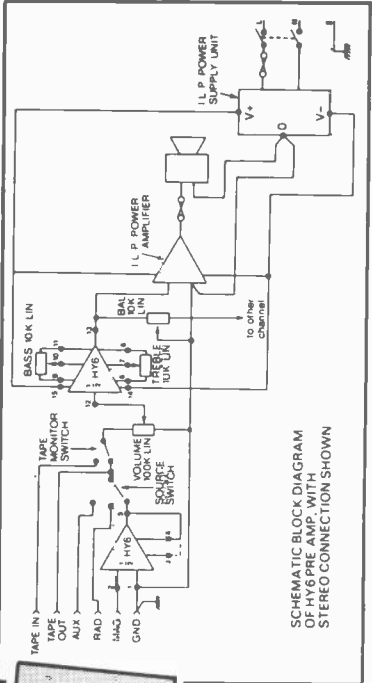 TAPE IN
TAPE
OUT
AUX
RAD
MAG
GND
TAPE
MONITOR
SWITCH
VOLUME
100K LIN
SOURCE
SWITCH
HY6
BASS 10K LIN
HY6
TREBLE
10K LIN
BAL
10K
LIN
to other
channel
I L P POWER
AMPLIFIER
I L P POWER
SUPPLY UNIT
V+
O
V-
L
N
E
SCHEMATIC BLOCK DIAGRAM
OF HY6 PRE AMP. WITH
STEREO CONNECTION SHOWN